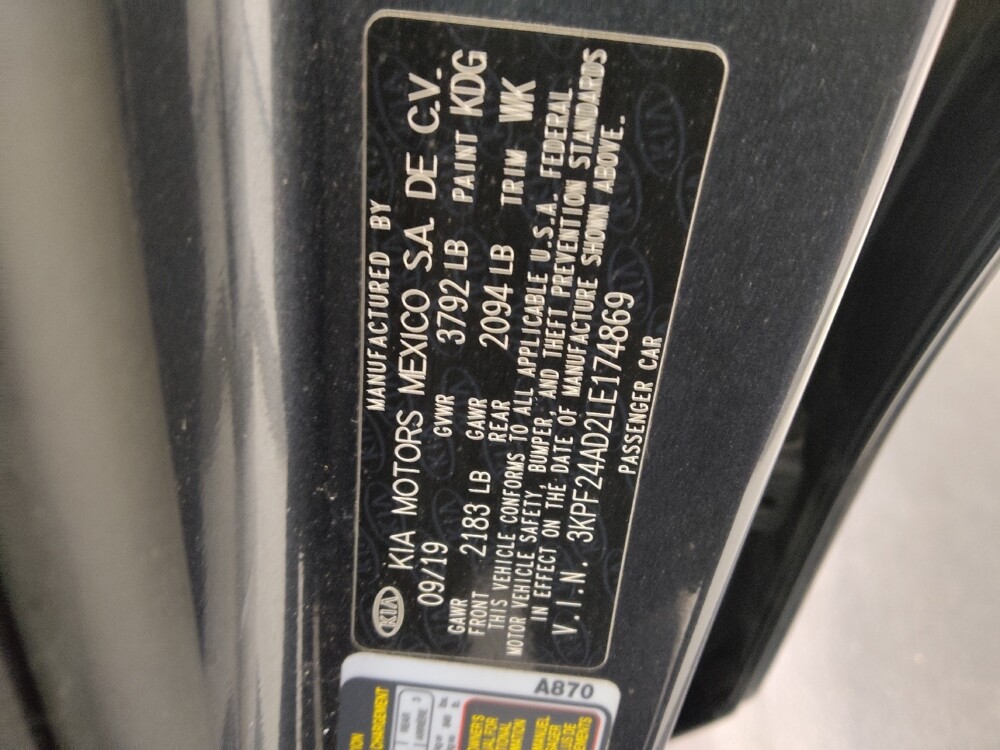 MANUFACTURED BY
KIA KIA MOTORS MEXICO S.A. DE C.V.
09/19 GVWR 3792 LB PAINT KDG
GAWR FRONT 2183 LB GAWR REAR 2094 LB TRIM WK
THIS VEHICLE CONFORMS TO ALL APPLICABLE U.S.A. FEDERAL
MOTOR VEHICLE SAFETY, BUMPER, AND THEFT PREVENTION STANDARDS
IN EFFECT ON THE DATE OF MANUFACTURE SHOWN ABOVE.
V.I.N. 3KPF24AD2LE174869
PASSENGER CAR
A870
CHARGEMENT